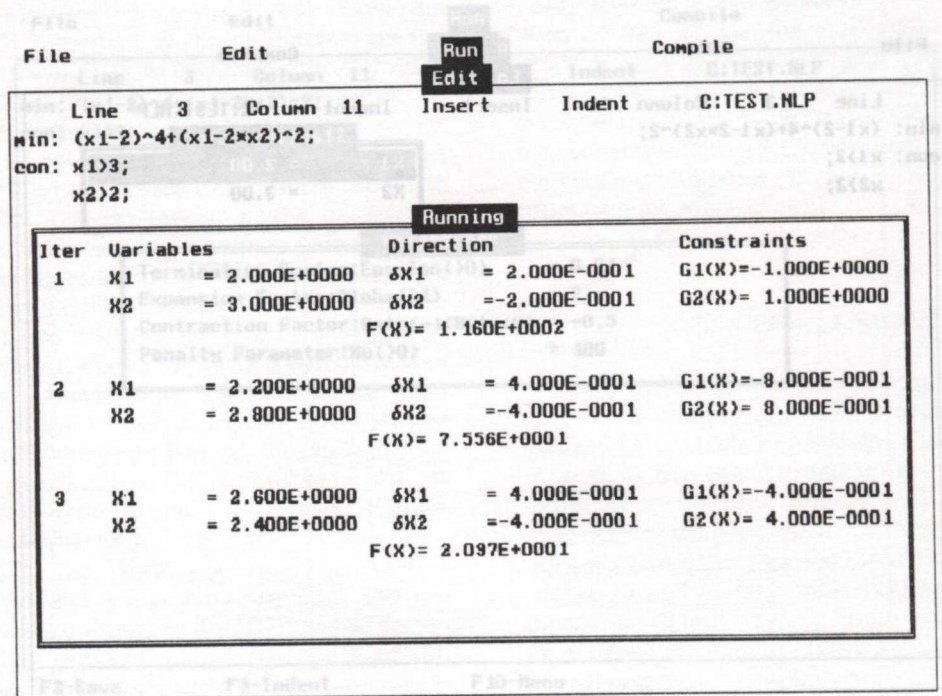 File Edit Run Compile
Edit
Line 3 Column 11 Insert Indent C:TEST.NLP
min: (x1-2)^4+(x1-2*x2)^2;
con: x1>3;
x2>2;
Running
Iter Variables Direction Constraints
1 X1 = 2.000E+0000 δX1 = 2.000E-0001 G1(X)=-1.000E+0000
X2 = 3.000E+0000 δX2 =-2.000E-0001 G2(X)= 1.000E+0000
F(X)= 1.160E+0002
2 X1 = 2.200E+0000 δX1 = 4.000E-0001 G1(X)=-8.000E-0001
X2 = 2.800E+0000 δX2 =-4.000E-0001 G2(X)= 8.000E-0001
F(X)= 7.556E+0001
3 X1 = 2.600E+0000 δX1 = 4.000E-0001 G1(X)=-4.000E-0001
X2 = 2.400E+0000 δX2 =-4.000E-0001 G2(X)= 4.000E-0001
F(X)= 2.097E+0001